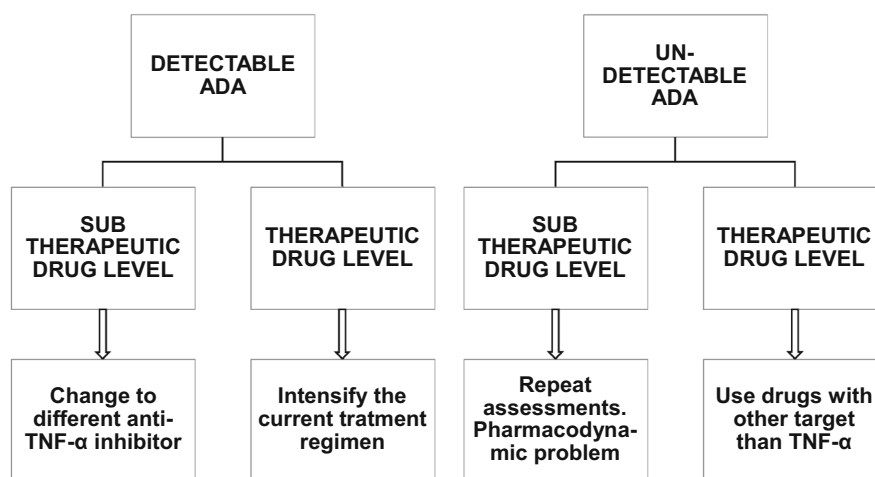 DETECTABLE
ADA
UN-
DETECTABLE
ADA
SUB
THERAPEUTIC
DRUG LEVEL
THERAPEUTIC
DRUG LEVEL
SUB
THERAPEUTIC
DRUG LEVEL
THERAPEUTIC
DRUG LEVEL
Change to
different anti-
TNF-α inhibitor
Intensify the
current tratment
regimen
Repeat
assessments.
Pharmacodyna-
mic problem
Use drugs with
other target
than TNF-α